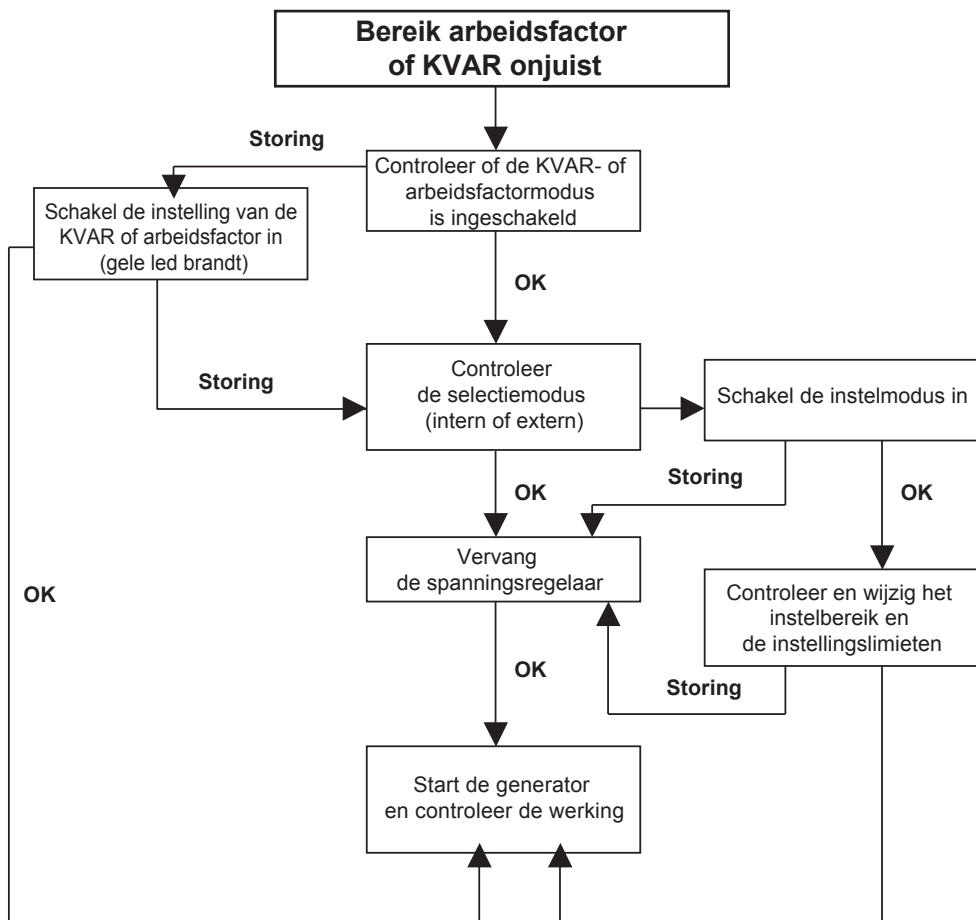 Bereik arbeidsfactor
of KVAR onjuist
Storing
Controleer of de KVAR- of
arbeidsfactormodus
is ingeschakeld
Schakel de instelling van de
KVAR of arbeidsfactor in
(gele led brandt)
OK
Storing
Controleer
de selectiemodus
(intern of extern)
Schakel de instelmodus in
OK
Storing
OK
Vervang
de spanningsregelaar
OK
Controleer en wijzig het
instelbereik en
de instellingslimieten
OK
Storing
Start de generator
en controleer de werking